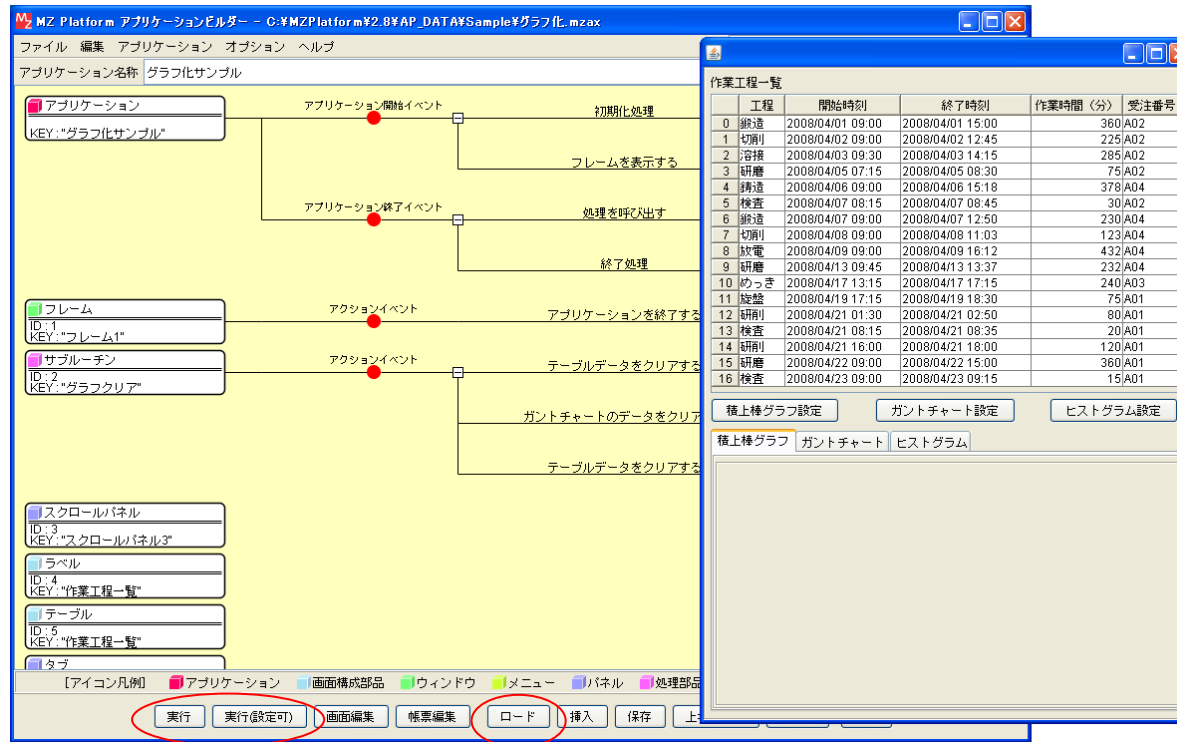 MZ Platform アプリケーションビルダー - C:¥MZPlatform¥2.8¥AP_DATA¥Sample¥グラフ化.mzax
ファイル 編集 アプリケーション オプション ヘルプ
アプリケーション名称 グラフ化サンプル
アプリケーション
KEY:"グラフ化サンプル"
アプリケーション開始イベント
初期化処理
フレームを表示する
アプリケーション終了イベント
処理を呼び出す
終了処理
フレーム
ID:1
KEY:"フレーム1"
アクションイベント
アプリケーションを終了する
サブルーチン
ID:2
KEY:"グラフクリア"
アクションイベント
テーブルデータをクリアする
ガントチャートのデータをクリア
テーブルデータをクリアする
スクロールパネル
ID:3
KEY:"スクロールパネル3"
ラベル
ID:4
KEY:"作業工程一覧"
テーブル
ID:5
KEY:"作業工程一覧"
タブ
[アイコン凡例] アプリケーション 画面構成部品 ウィンドウ メニュー パネル 処理部品
実行 実行(設定可) 画面編集 帳票編集 ロード 挿入 保存 上
作業工程一覧
工程 開始時刻 終了時刻 作業時間（分） 受注番号
0 鍛造 2008/04/01 09:00 2008/04/01 15:00 360 A02
1 切削 2008/04/02 09:00 2008/04/02 12:45 225 A02
2 溶接 2008/04/03 09:30 2008/04/03 14:15 285 A02
3 研磨 2008/04/05 07:15 2008/04/05 08:30 75 A02
4 鋳造 2008/04/06 09:00 2008/04/06 15:18 378 A04
5 検査 2008/04/07 08:15 2008/04/07 08:45 30 A02
6 鍛造 2008/04/07 09:00 2008/04/07 12:50 230 A04
7 切削 2008/04/08 09:00 2008/04/08 11:03 123 A04
8 放電 2008/04/09 09:00 2008/04/09 16:12 432 A04
9 研磨 2008/04/13 09:45 2008/04/13 13:37 232 A04
10 めっき 2008/04/17 13:15 2008/04/17 17:15 240 A03
11 旋盤 2008/04/19 17:15 2008/04/19 18:30 75 A01
12 研削 2008/04/21 01:30 2008/04/21 02:50 80 A01
13 検査 2008/04/21 08:15 2008/04/21 08:35 20 A01
14 研削 2008/04/21 16:00 2008/04/21 18:00 120 A01
15 研磨 2008/04/22 09:00 2008/04/22 15:00 360 A01
16 検査 2008/04/23 09:00 2008/04/23 09:15 15 A01
積上棒グラフ設定 ガントチャート設定 ヒストグラム設定
積上棒グラフ ガントチャート ヒストグラム